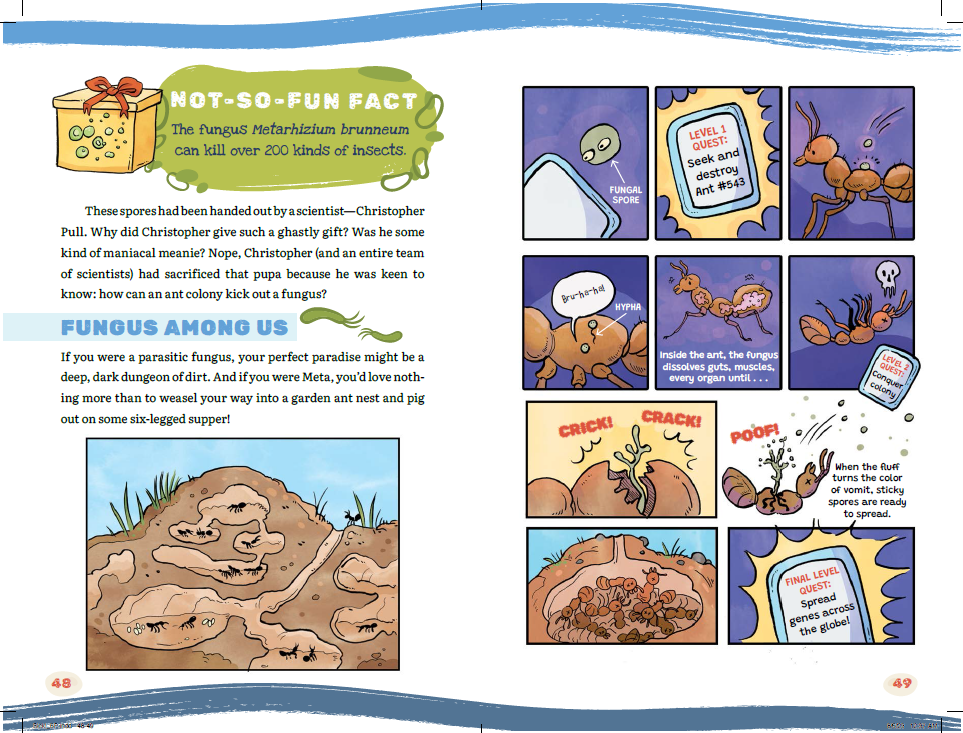 NOT-SO-FUN FACT
The fungus Metarhizium brunneum
can kill over 200 kinds of insects.
These spores had been handed out by a scientist—Christopher
Pull. Why did Christopher give such a ghastly gift? Was he some
kind of maniacal meanie? Nope, Christopher (and an entire team
of scientists) had sacrificed that pupa because he was keen to
know: how can an ant colony kick out a fungus?
FUNGUS AMONG US
If you were a parasitic fungus, your perfect paradise might be a
deep, dark dungeon of dirt. And if you were Meta, you’d love noth-
ing more than to weasel your way into a garden ant nest and pig
out on some six-legged supper!
48
FUNGAL
SPORE
LEVEL 1
QUEST:
Seek and
destroy
Ant #543
Bru-ha-ha!
HYPHA
Inside the ant, the fungus
dissolves guts, muscles,
every organ until . . .
LEVEL 2
QUEST:
Conquer
colony
CRICK!
CRACK!
POOF!
When the fluff
turns the color
of vomit, sticky
spores are ready
to spread.
FINAL LEVEL
QUEST:
Spread
genes across
the globe!
49